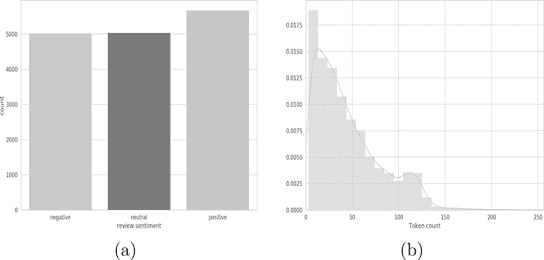 5000
4000
3000
2000
1000
0
count
negative neutral positive
review.sentiment
(a)
0.0175
0.0150
0.0125
0.0100
0.0075
0.0050
0.0025
0.0000
0 50 100 150 200 250
Token count
(b)